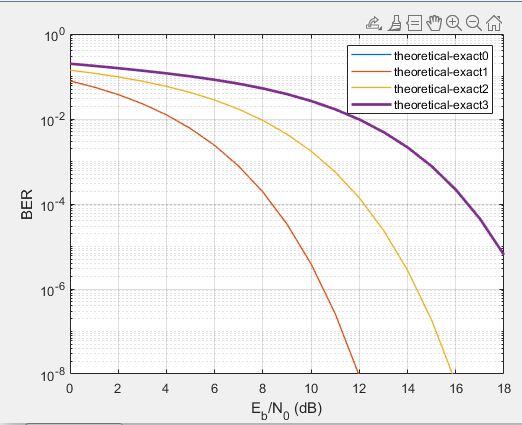 theoretical-exact0
theoretical-exact1
theoretical-exact2
theoretical-exact3
10^0
10^-2
10^-4
10^-6
10^-8
BER
0 2 4 6 8 10 12 14 16 18
E_b/N_0 (dB)